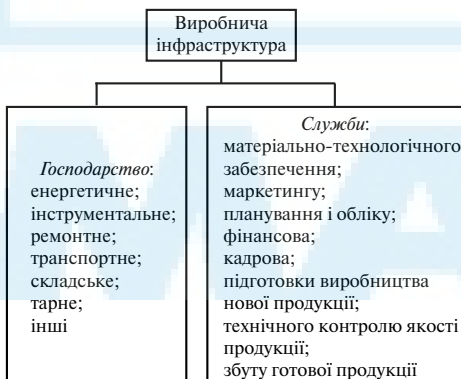 Виробнича
інфраструктура
Господарство:
енергетичне;
інструментальне;
ремонтне;
транспортне;
складське;
тарне;
інші
Служби:
матеріально-технологічного
забезпечення;
маркетингу;
планування і обліку;
фінансова;
кадрова;
підготовки виробництва
нової продукції;
технічного контролю якості
продукції;
збуту готової продукції